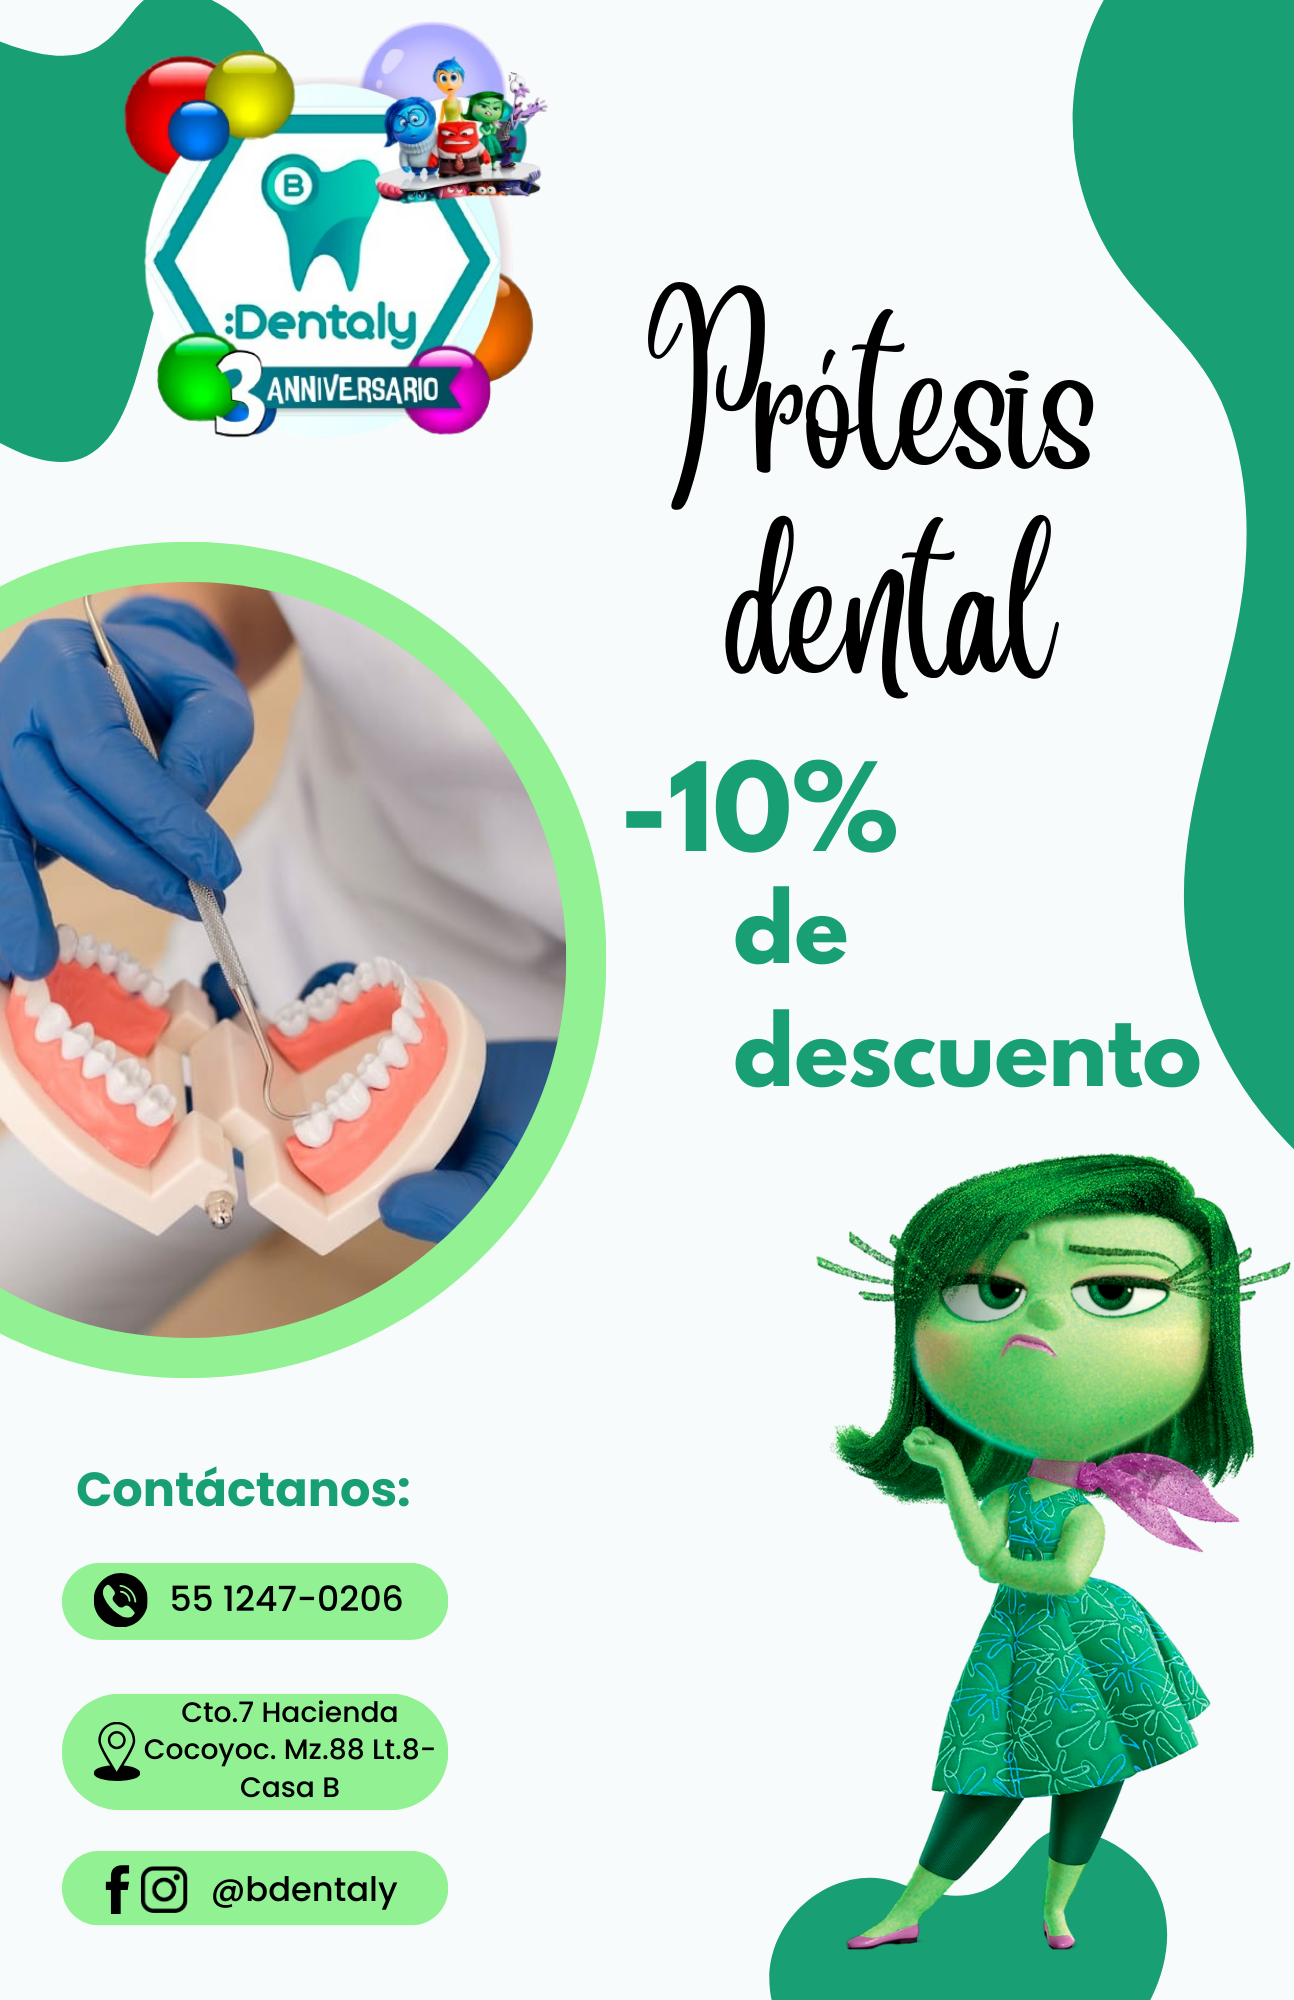 B
:Dentaly
3 ANNIVERSARIO
Prótesis
dental
-10%
de
descuento
Contáctanos:
55 1247-0206
Cto.7 Hacienda
Cocoyoc. Mz.88 Lt.8-
Casa B
@bdentaly